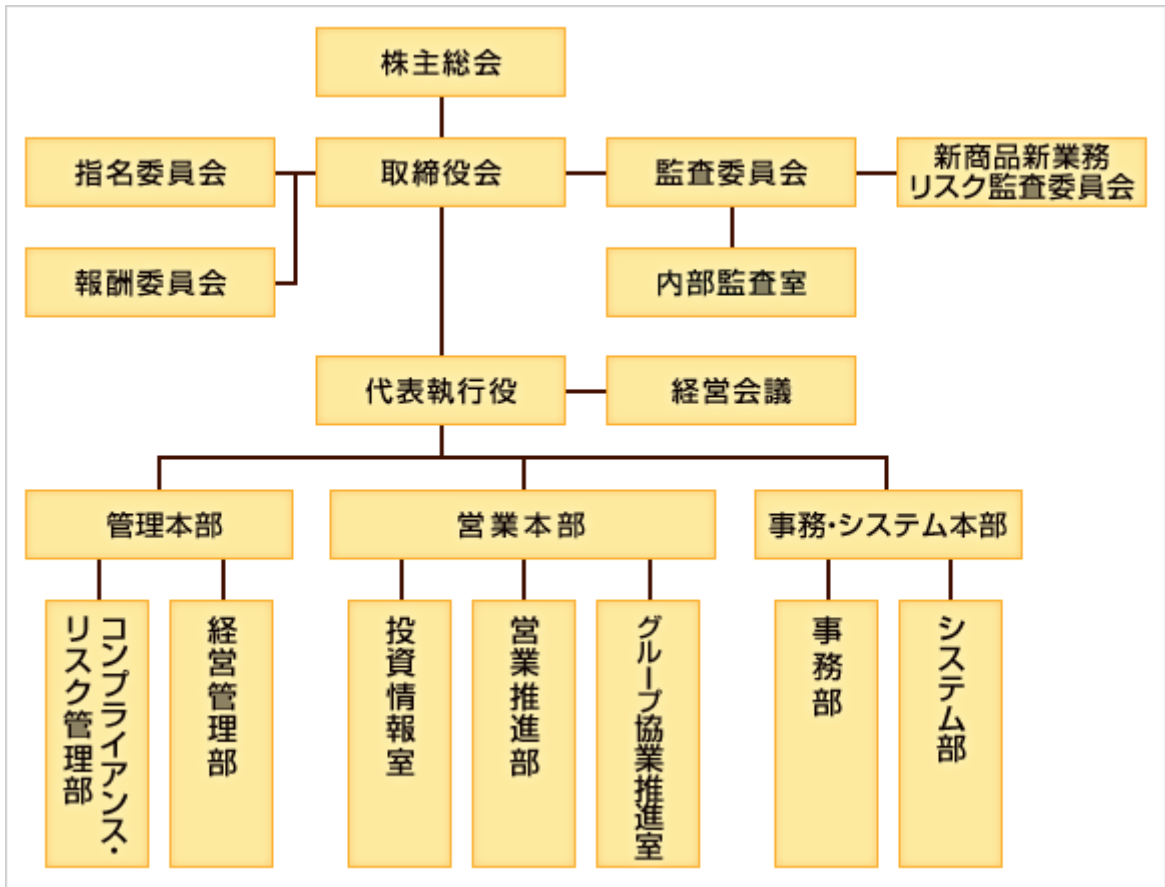 株主総会
指名委員会
取締役会
監査委員会
新商品新業務
リスク監査委員会
報酬委員会
内部監査室
代表執行役
経営会議
管理本部
営業本部
事務・システム本部
コンプライアンス・
リスク管理部
経営管理部
投資情報室
営業推進部
グループ協業推進室
事務部
システム部